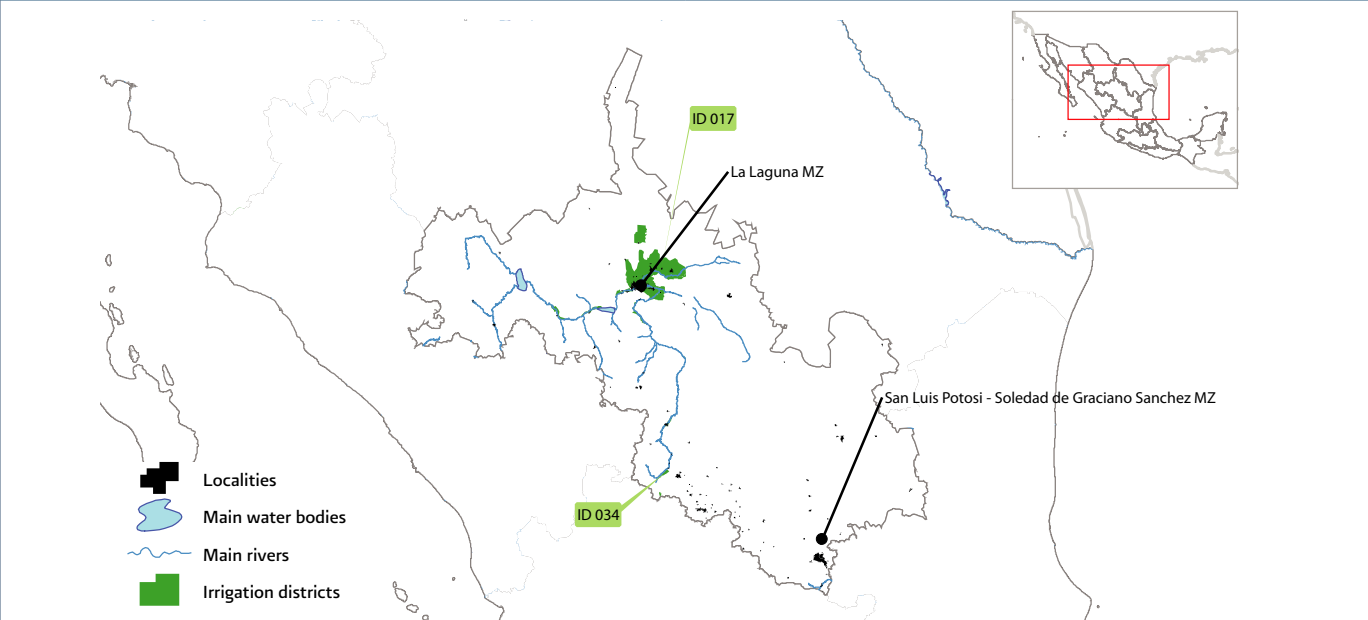 ID 017
La Laguna MZ
San Luis Potosi - Soledad de Graciano Sanchez MZ
Localities
Main water bodies
ID 034
Main rivers
Irrigation districts